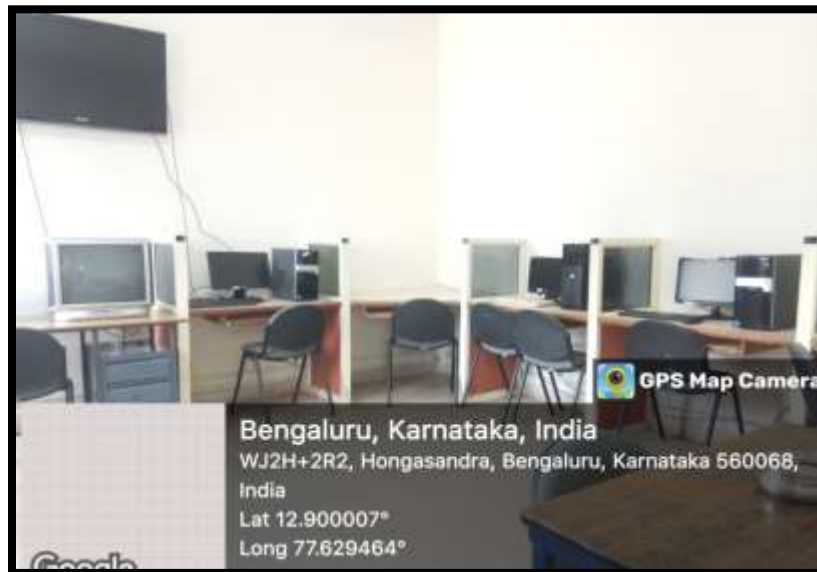 GPS Map Camera
Bengaluru, Karnataka, India
WJ2H+2R2, Hongasandra, Bengaluru, Karnataka 560068,
India
Lat 12.900007°
Long 77.629464°
Google